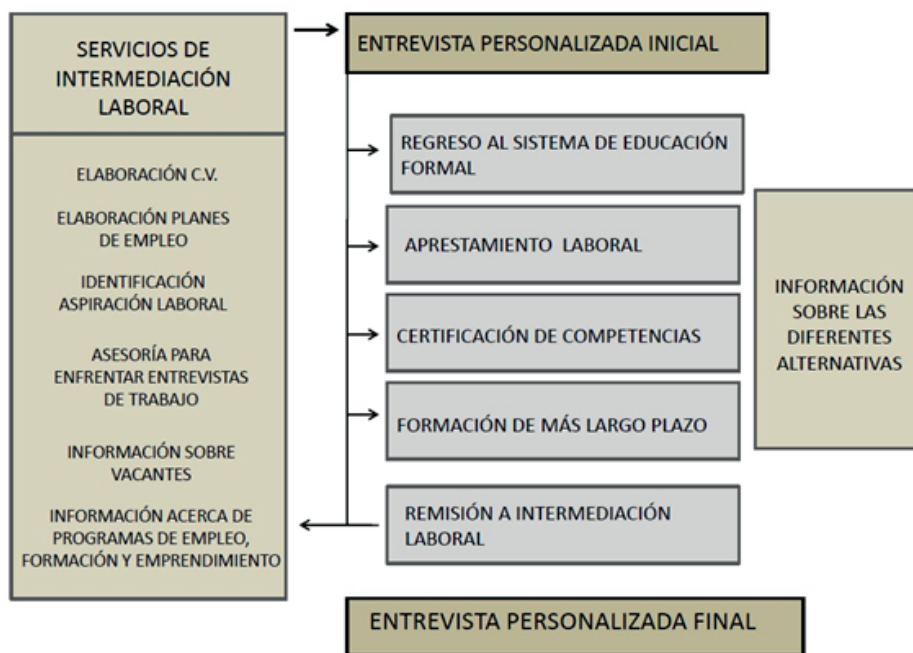 SERVICIOS DE
INTERMEDIACIÓN
LABORAL
ELABORACIÓN C.V.
ELABORACIÓN PLANES
DE EMPLEO
IDENTIFICACIÓN
ASPIRACIÓN LABORAL
ASESORÍA PARA
ENFRENTAR ENTREVISTAS
DE TRABAJO
INFORMACIÓN SOBRE
VACANTES
INFORMACIÓN ACERCA DE
PROGRAMAS DE EMPLEO,
FORMACIÓN Y EMPRENDIMIENTO
ENTREVISTA PERSONALIZADA INICIAL
REGRESO AL SISTEMA DE EDUCACIÓN
FORMAL
APRESTAMIENTO LABORAL
CERTIFICACIÓN DE COMPETENCIAS
FORMACIÓN DE MÁS LARGO PLAZO
REMISIÓN A INTERMEDIACIÓN
LABORAL
INFORMACIÓN
SOBRE LAS
DIFERENTES
ALTERNATIVAS
ENTREVISTA PERSONALIZADA FINAL